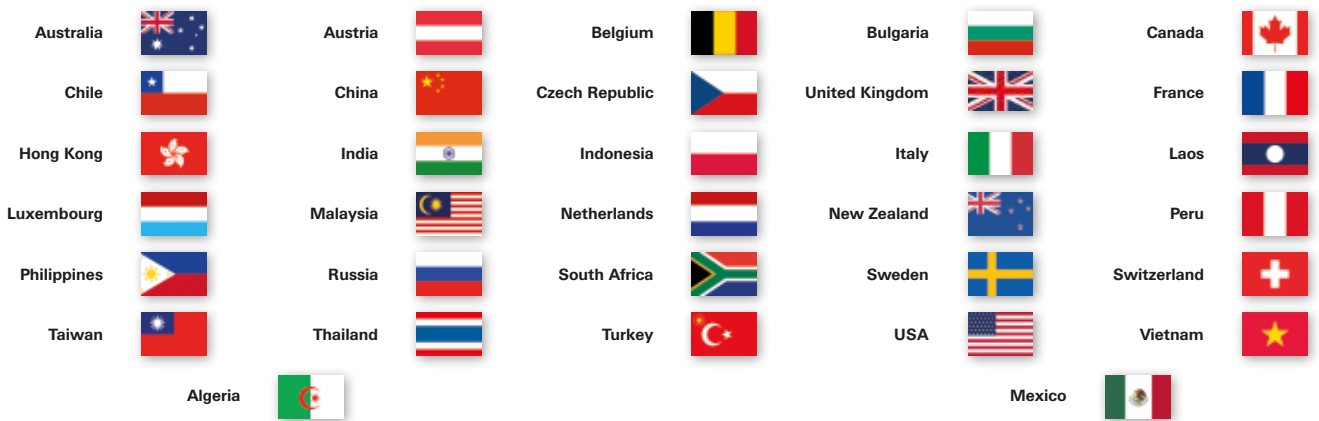 Australia Austria Belgium Bulgaria Canada
Chile China Czech Republic United Kingdom France
Hong Kong India Indonesia Italy Laos
Luxembourg Malaysia Netherlands New Zealand Peru
Philippines Russia South Africa Sweden Switzerland
Taiwan Thailand Turkey USA Vietnam
Algeria Mexico